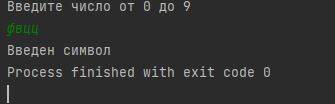 Введите число от 0 до 9
фвцц
Введен символ
Process finished with exit code 0